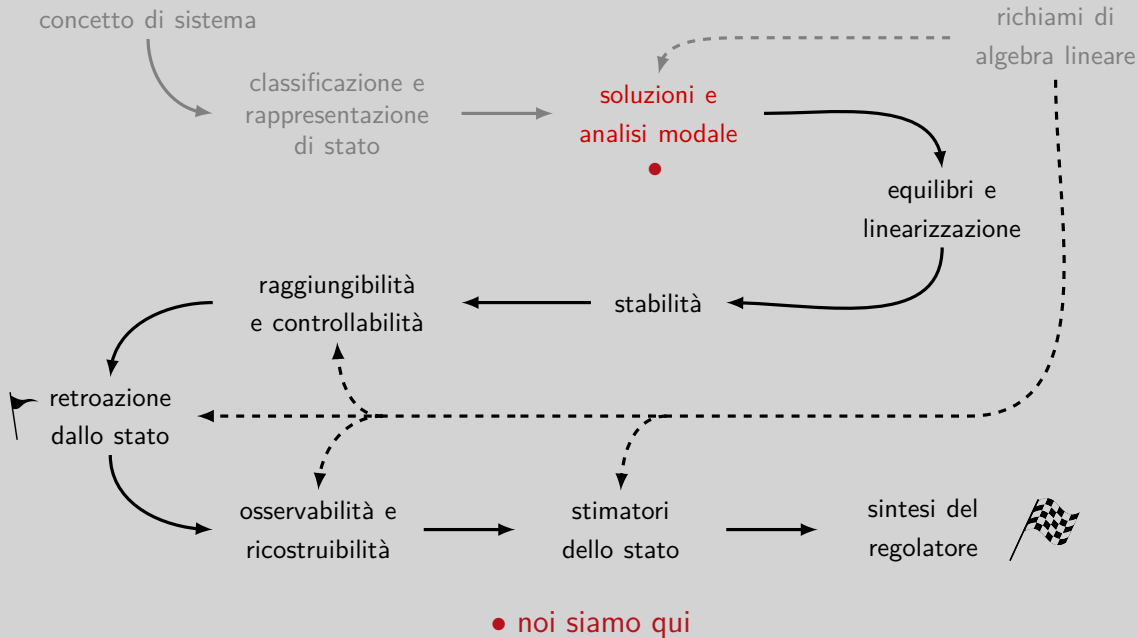 concetto di sistema
richiami di
algebra lineare
classificazione e
rappresentazione
di stato
soluzioni e
analisi modale
equilibri e
linearizzazione
raggiungibilità
e controllabilità
stabilità
retroazione
dallo stato
osservabilità e
ricostruibilità
stimatori
dello stato
sintesi del
regolatore
• noi siamo qui